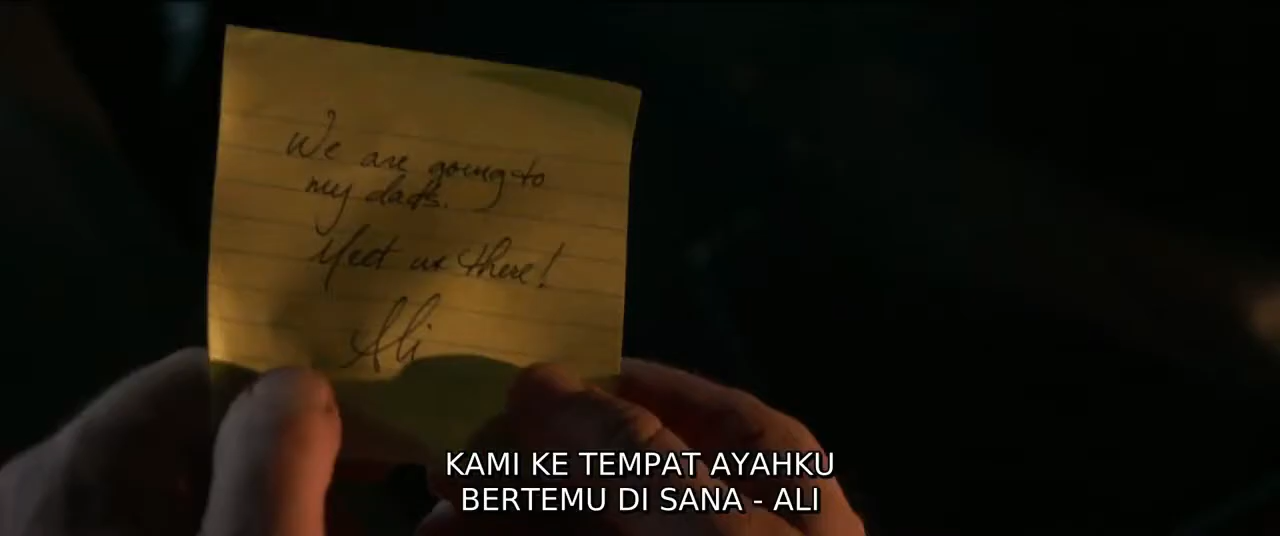 We are going to
my dad's.
Meet us there!
Ali
KAMI KE TEMPAT AYAHKU
BERTEMU DI SANA - ALI